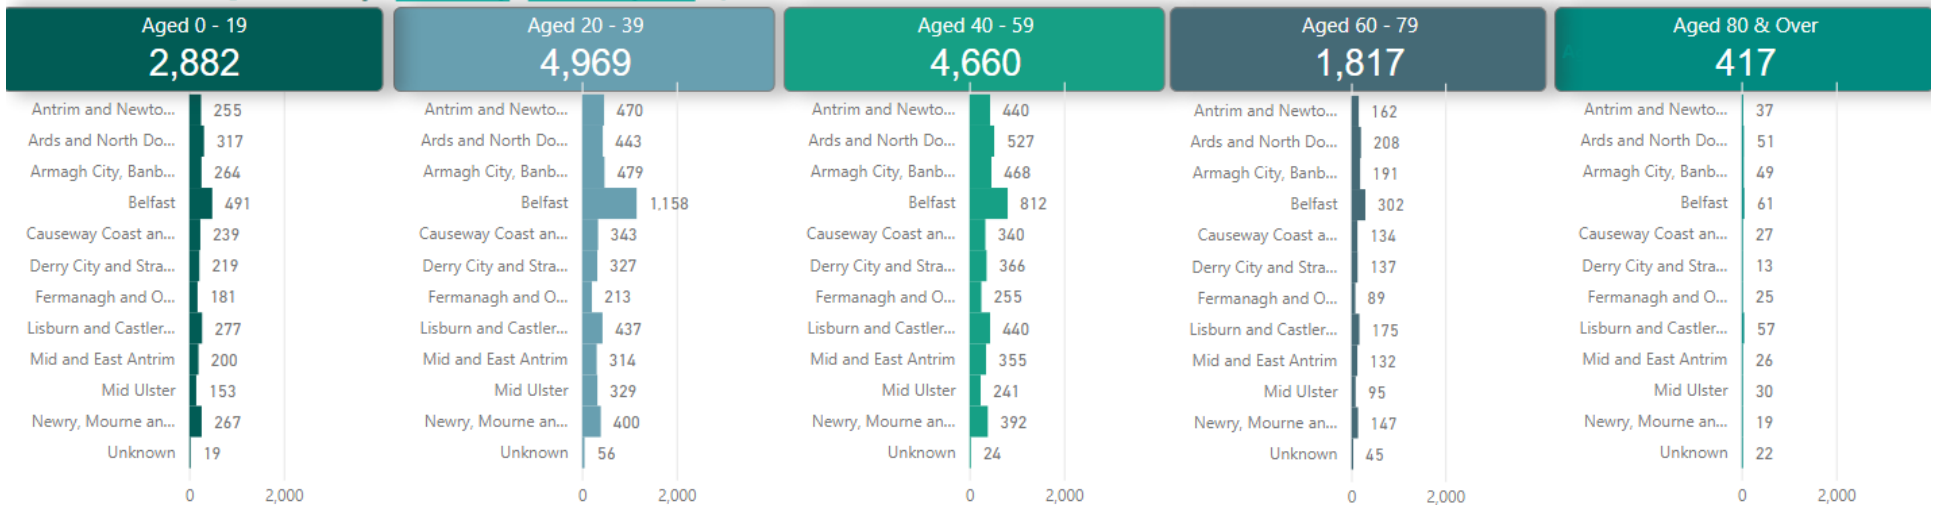 Aged 0 - 19
2,882
Antrim and Newto... 255
Ards and North Do... 317
Armagh City, Banb... 264
Belfast 491
Causeway Coast an... 239
Derry City and Stra... 219
Fermanagh and O... 181
Lisburn and Castler... 277
Mid and East Antrim 200
Mid Ulster 153
Newry, Mourne an... 267
Unknown 19
0 2,000
Aged 20 - 39
4,969
Antrim and Newto... 470
Ards and North Do... 443
Armagh City, Banb... 479
Belfast 1,158
Causeway Coast an... 343
Derry City and Stra... 327
Fermanagh and O... 213
Lisburn and Castler... 437
Mid and East Antrim 314
Mid Ulster 329
Newry, Mourne an... 400
Unknown 56
0 2,000
Aged 40 - 59
4,660
Antrim and Newto... 440
Ards and North Do... 527
Armagh City, Banb... 468
Belfast 812
Causeway Coast an... 340
Derry City and Stra... 366
Fermanagh and O... 255
Lisburn and Castler... 440
Mid and East Antrim 355
Mid Ulster 241
Newry, Mourne an... 392
Unknown 24
0 2,000
Aged 60 - 79
1,817
Antrim and Newto... 162
Ards and North Do... 208
Armagh City, Banb... 191
Belfast 302
Causeway Coast a... 134
Derry City and Stra... 137
Fermanagh and O... 89
Lisburn and Castler... 175
Mid and East Antrim 132
Mid Ulster 95
Newry, Mourne an... 147
Unknown 45
0 2,000
Aged 80 & Over
417
Antrim and Newto... 37
Ards and North Do... 51
Armagh City, Banb... 49
Belfast 61
Causeway Coast an... 27
Derry City and Stra... 13
Fermanagh and O... 25
Lisburn and Castler... 57
Mid and East Antrim 26
Mid Ulster 30
Newry, Mourne an... 19
Unknown 22
0 2,000